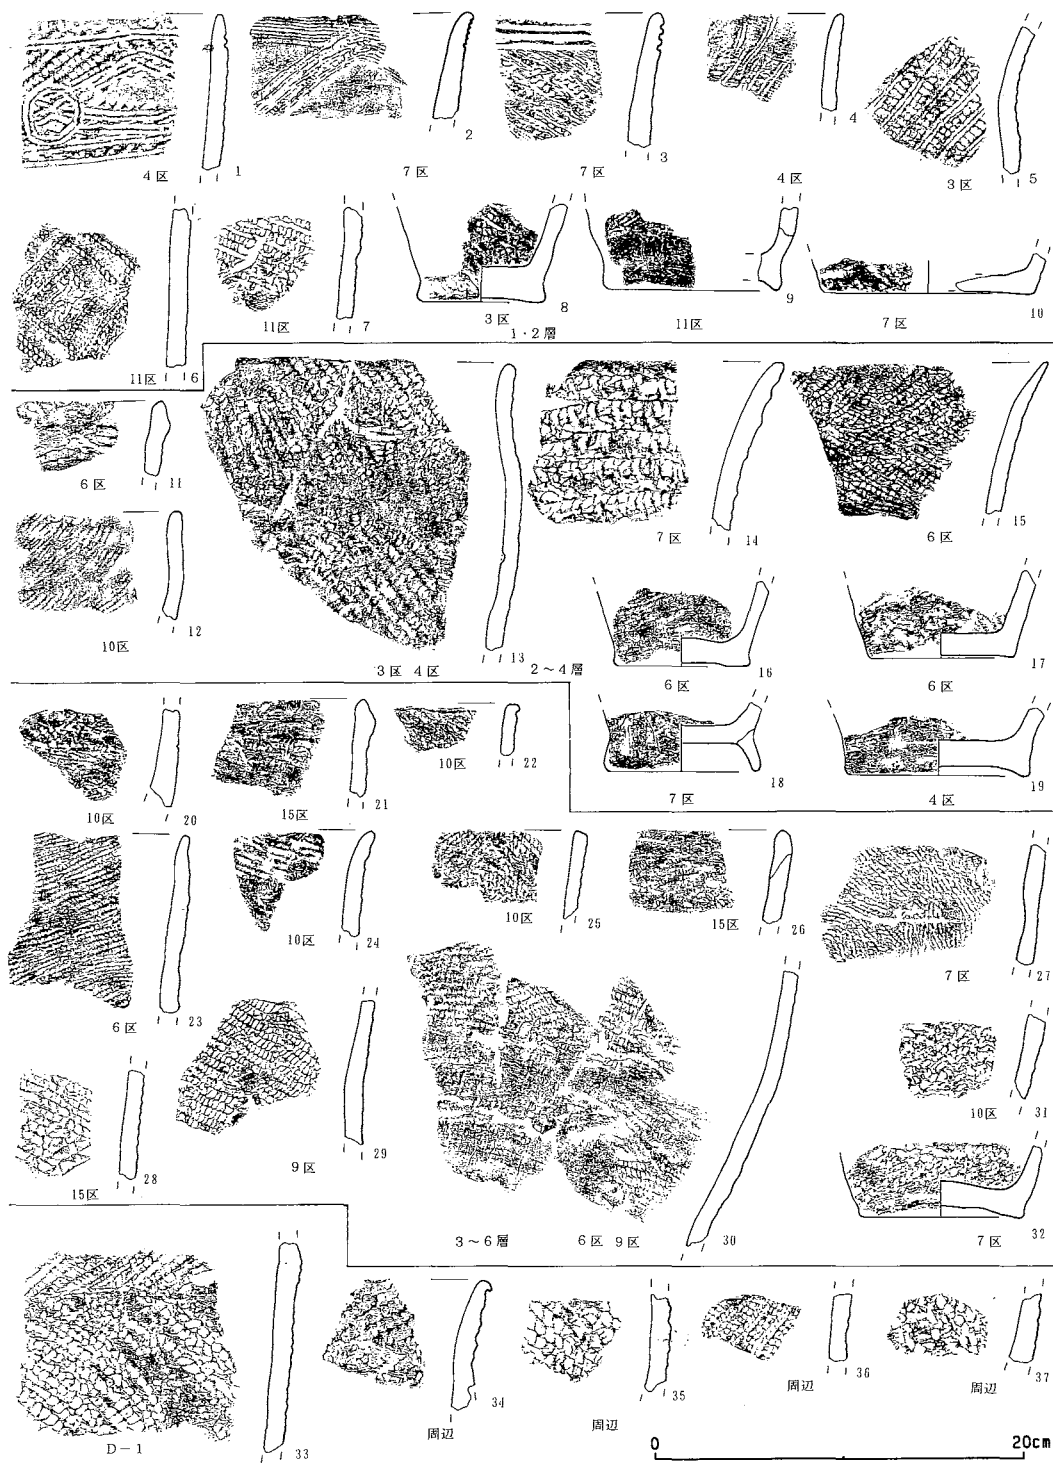 4区 1
7区 2
7区 3
4区 4
3区 5
11区 6
11区 7
3区 8
11区 9
7区 10
1・2層
6区 11
10区 12
3区 4区 13
2～4層
7区 14
6区 15
6区 16
6区 17
7区 18
4区 19
10区 20
15区 21
10区 22
6区 23
10区 24
10区 25
15区 26
7区 27
15区 28
9区 29
3～6層
6区 9区 30
10区 31
7区 32
D-1 33
周辺 34
周辺 35
周辺 36
周辺 37
0 20cm